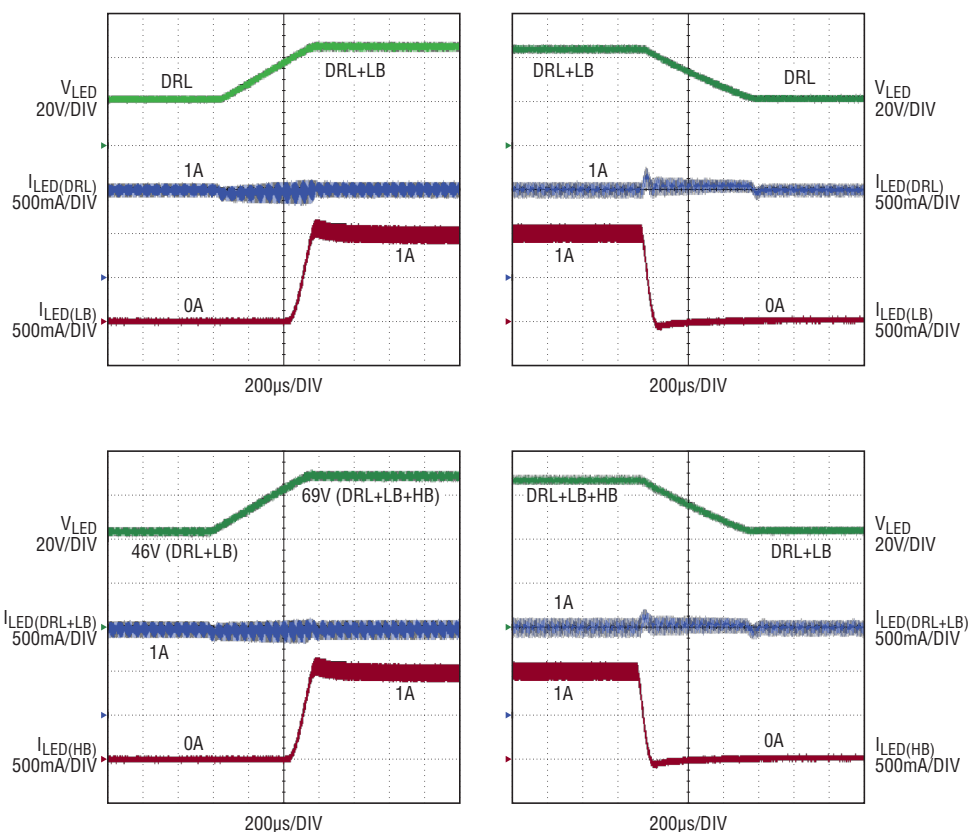 DRL
DRL+LB
VLED
20V/DIV
1A
ILED(DRL)
500mA/DIV
1A
0A
ILED(LB)
500mA/DIV
200µs/DIV
DRL+LB
DRL
VLED
20V/DIV
1A
ILED(DRL)
500mA/DIV
1A
0A
ILED(LB)
500mA/DIV
200µs/DIV
69V (DRL+LB+HB)
VLED
20V/DIV
46V (DRL+LB)
ILED(DRL+LB)
500mA/DIV
1A
1A
0A
ILED(HB)
500mA/DIV
200µs/DIV
DRL+LB+HB
VLED
20V/DIV
DRL+LB
1A
ILED(DRL+LB)
500mA/DIV
1A
0A
ILED(HB)
500mA/DIV
200µs/DIV